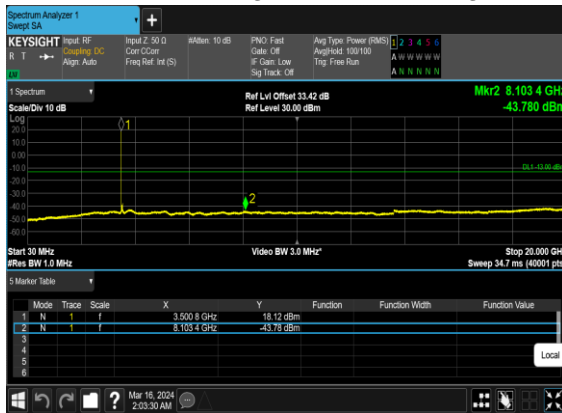 Spectrum Analyzer 1
Swept SA
+
KEYSIGHT Input: RF Input Z: 50 Ω #Atten: 10 dB PNO: Fast Avg Type: Power (RMS) 1 2 3 4 5 6
R T Coupling: DC Corr CCorr Gate: Off Avg|Hold: 100/100 A W W W W W
Align: Auto Freq Ref: Int (S) IF Gain: Low Trig: Free Run
Sig Track: Off A N N N N N
1 Spectrum Ref Lvl Offset 33.42 dB Mkr2 8.103 4 GHz
Scale/Div 10 dB Ref Level 30.00 dBm -43.780 dBm
Log
20.0
10.0
0.00
-10.0
-20.0
-30.0
-40.0
-50.0
-60.0
1
DL1 -13.00 dB
2
Start 30 MHz Video BW 3.0 MHz* Stop 20.000 GH
#Res BW 1.0 MHz Sweep 34.7 ms (40001 pts
5 Marker Table
Mode Trace Scale X Y Function Function Width Function Value
1 N 1 f 3.500 8 GHz 18.12 dBm
2 N 1 f 8.103 4 GHz -43.78 dBm
3
4
5
6
Local
? Mar 16, 2024
2:03:30 AM